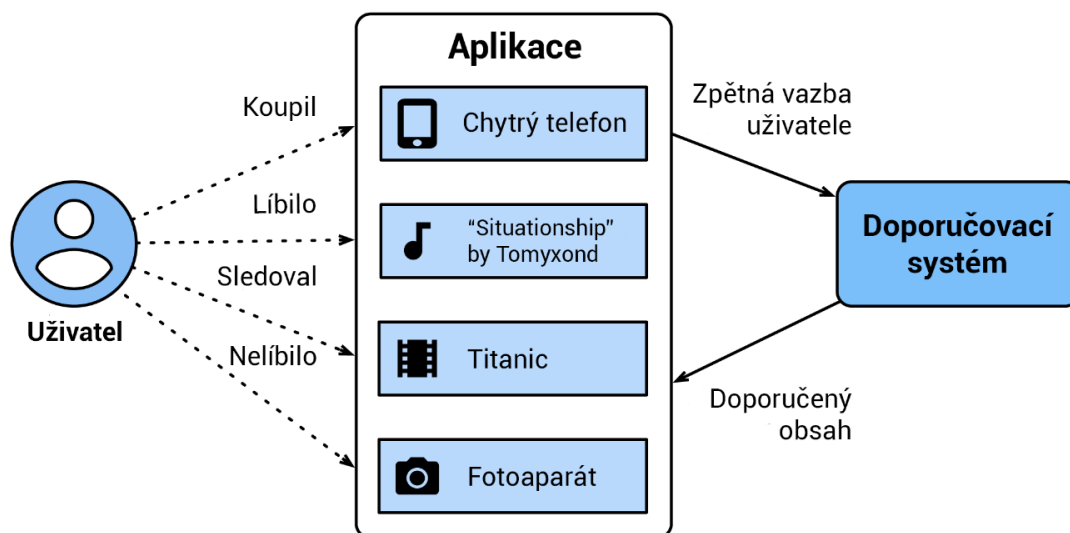 Aplikace
Koupil
Chytrý telefon
Zpětná vazba
uživatele
Líbilo
“Situationship”
by Tomyxond
Doporučovací
systém
Sledoval
Uživatel
Nelíbilo
Titanic
Doporučený
obsah
Fotoaparát